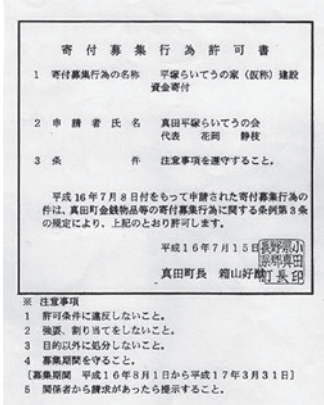 寄付募集行為許可書
1 寄付募集行為の名称 平塚らいてうの家（仮称）建設
資金寄付
2 申請者氏名 真田平塚らいてうの会
代表 花岡 静枝
3 条件 注意事項を遵守すること。
平成16年7月8日付をもって申請された寄付募集行為の
件は、真田町金銭物品等の寄付募集行為に関する条例第3条
の規定により、上記のとおり許可します。
平成16年7月15日
真田町長 箱山好猷
※ 注意事項
1 許可条件に違反しないこと。
2 強要、割り当てをしないこと。
3 目的以外に処分しないこと。
4 募集期間を守ること。
［募集期間 平成16年8月1日から平成17年3月31日］
5 関係者から請求があったら提示すること。